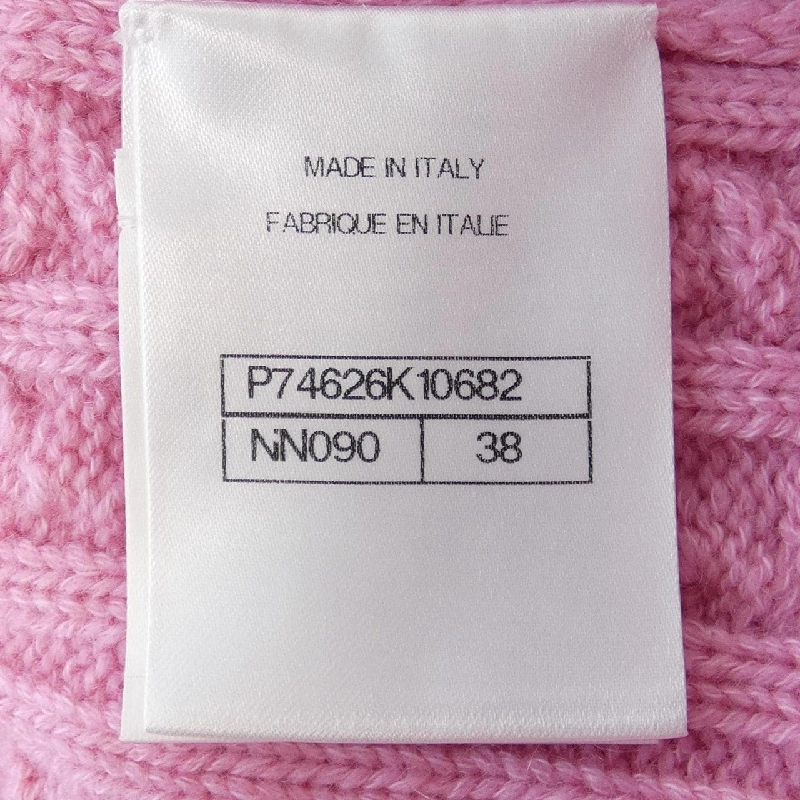 MADE IN ITALY
FABRIQUE EN ITALIE
P74626K10682
NN090 38